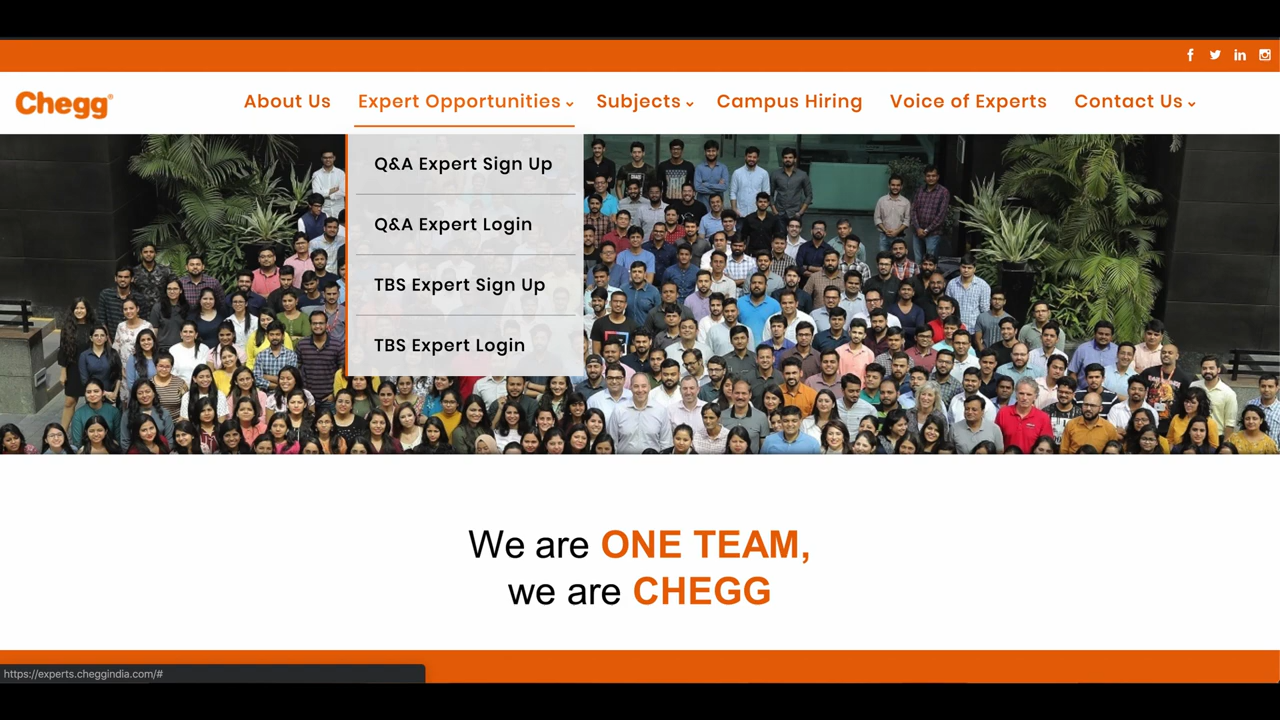 Chegg®
About Us
Expert Opportunities
Subjects
Campus Hiring
Voice of Experts
Contact Us
Q&A Expert Sign Up
Q&A Expert Login
TBS Expert Sign Up
TBS Expert Login
We are ONE TEAM,
we are CHEGG
https://experts.cheggindia.com/#